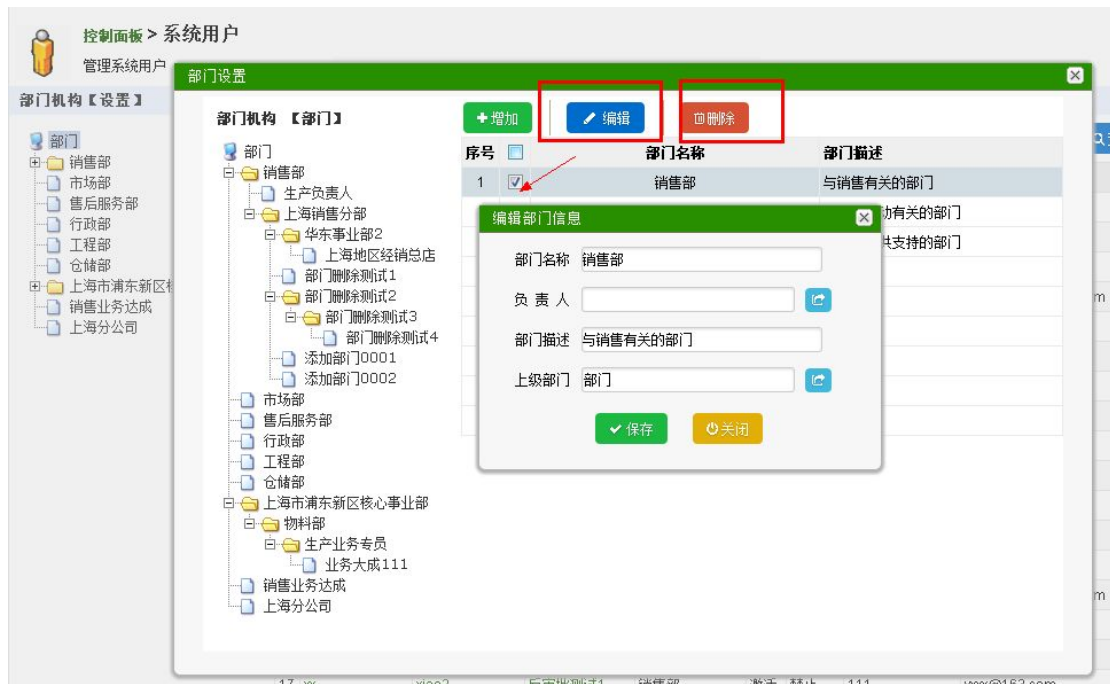 控制面板 > 系统用户
管理系统用户
部门机构【设置】
部门
销售部
市场部
售后服务部
行政部
工程部
仓储部
上海市浦东新区
销售业务达成
上海分公司
部门设置
部门机构 【部门】
部门
销售部
生产负责人
上海销售分部
华东事业部2
上海地区经销总店
部门删除测试1
部门删除测试2
部门删除测试3
部门删除测试4
添加部门0001
添加部门0002
市场部
售后服务部
行政部
工程部
仓储部
上海市浦东新区核心事业部
物料部
生产业务专员
业务大成111
销售业务达成
上海分公司
增加 编辑 删除
序号 部门名称 部门描述
1 销售部 与销售有关的部门
动有关的部门
供支持的部门
编辑部门信息
部门名称 销售部
负 责 人
部门描述 与销售有关的部门
上级部门 部门
保存 关闭
m
m